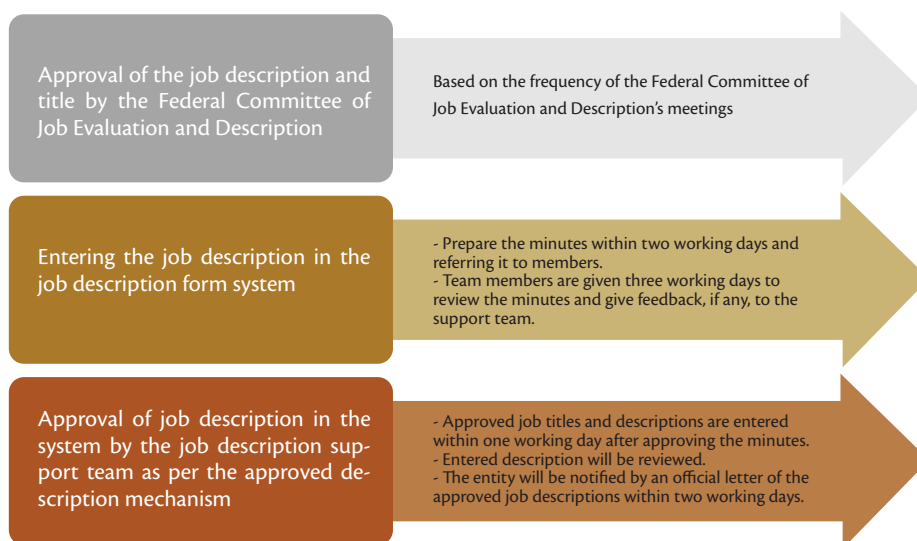 Approval of the job description and
title by the Federal Committee of
Job Evaluation and Description
Based on the frequency of the Federal Committee of
Job Evaluation and Description’s meetings
Entering the job description in the
job description form system
- Prepare the minutes within two working days and
referring it to members.
- Team members are given three working days to
review the minutes and give feedback, if any, to the
support team.
Approval of job description in the
system by the job description sup-
port team as per the approved de-
scription mechanism
- Approved job titles and descriptions are entered
within one working day after approving the minutes.
- Entered description will be reviewed.
- The entity will be notified by an official letter of the
approved job descriptions within two working days.